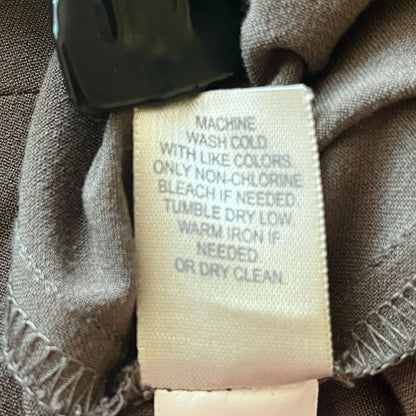 MACHINE
WASH COLD
WITH LIKE COLORS.
ONLY NON-CHLORINE
BLEACH IF NEEDED
TUMBLE DRY LOW
WARM IRON IF
NEEDED
OR DRY CLEAN.